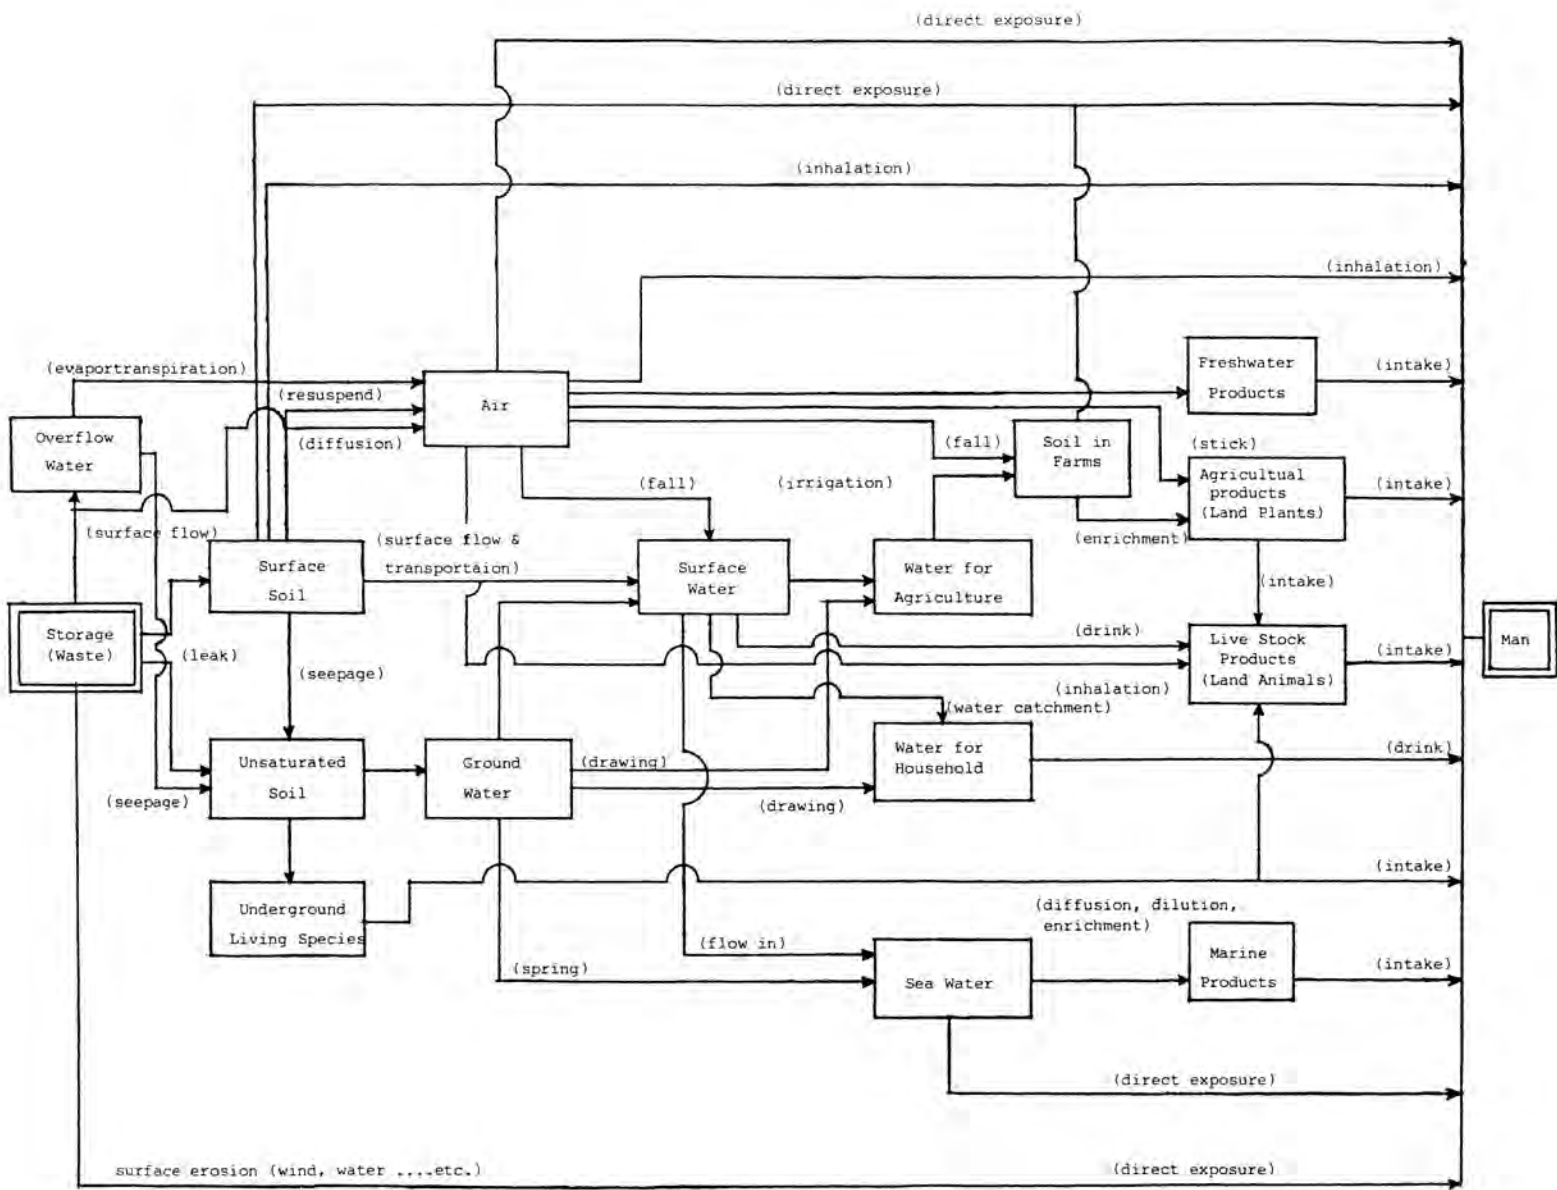 (direct exposure)
(direct exposure)
(inhalation)
(inhalation)
(evaportranspiration)
(resuspend)
(diffusion)
Air
Freshwater
Products
(intake)
Overflow
Water
(fall)
Soil in
Farms
(stick)
Agricultual
products
(Land Plants)
(intake)
(fall)
(irrigation)
(surface flow)
(surface flow &
transportaion)
(enrichment)
Surface
Soil
Surface
Water
Water for
Agriculture
(intake)
Storage
(Waste)
(leak)
(seepage)
(drink)
Live Stock
Products
(Land Animals)
(intake)
Man
(inhalation)
(water catchment)
Unsaturated
Soil
(seepage)
Ground
Water
(drawing)
(drawing)
Water for
Household
(drink)
Underground
Living Species
(intake)
(diffusion, dilution,
enrichment)
(flow in)
(spring)
Sea Water
Marine
Products
(intake)
(direct exposure)
surface erosion (wind, water ....etc.)
(direct exposure)